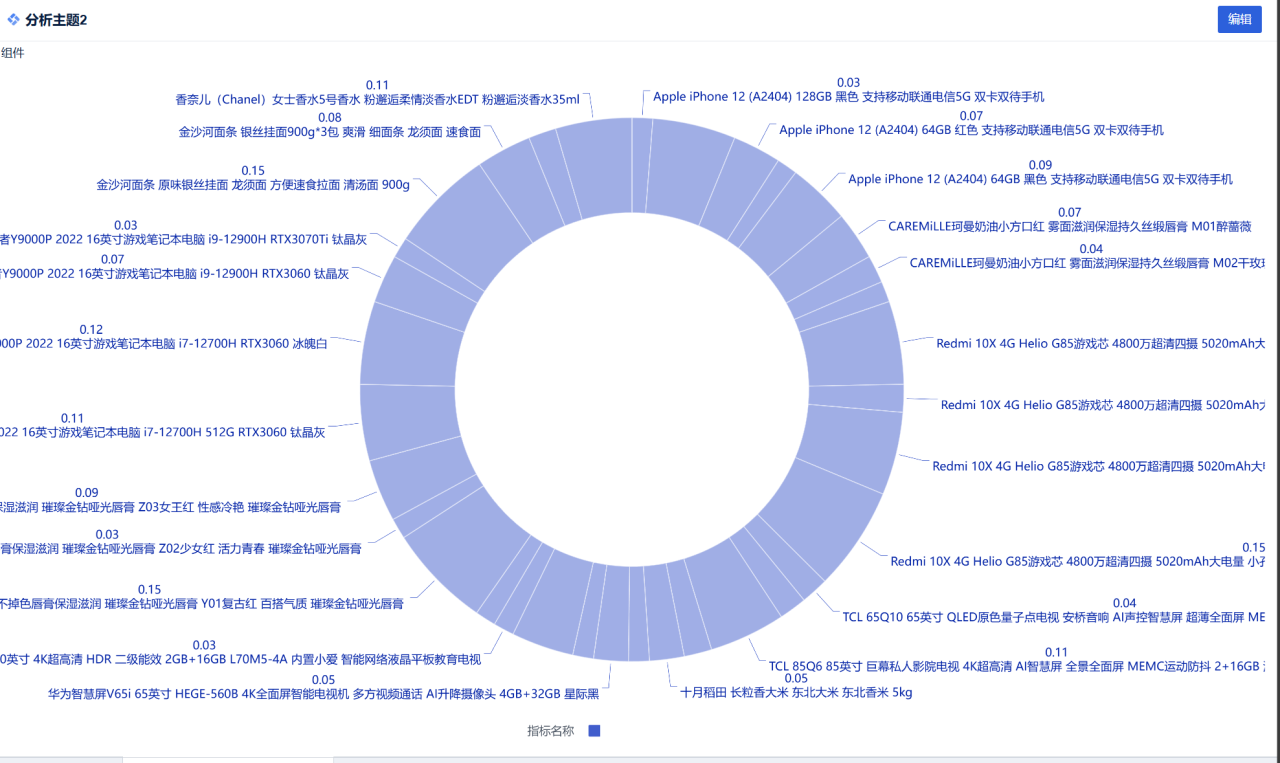 分析主题2
编辑
组件
0.11
香奈儿（Chanel）女士香水5号香水 粉邂逅柔情淡香水EDT 粉邂逅淡香水35ml
0.03
Apple iPhone 12 (A2404) 128GB 黑色 支持移动联通电信5G 双卡双待手机
0.08
金沙河面条 银丝挂面900g*3包 爽滑 细面条 龙须面 速食面
0.07
Apple iPhone 12 (A2404) 64GB 红色 支持移动联通电信5G 双卡双待手机
0.15
金沙河面条 原味银丝挂面 龙须面 方便速食拉面 清汤面 900g
0.09
Apple iPhone 12 (A2404) 64GB 黑色 支持移动联通电信5G 双卡双待手机
0.03
者Y9000P 2022 16英寸游戏笔记本电脑 i9-12900H RTX3070Ti 钛晶灰
0.07
CAREMiLLE珂曼奶油小方口红 雾面滋润保湿持久丝缎唇膏 M01醉蔷薇
0.07
Y9000P 2022 16英寸游戏笔记本电脑 i9-12900H RTX3060 钛晶灰
0.04
CAREMiLLE珂曼奶油小方口红 雾面滋润保湿持久丝缎唇膏 M02干玫
0.12
00P 2022 16英寸游戏笔记本电脑 i7-12700H RTX3060 冰魄白
Redmi 10X 4G Helio G85游戏芯 4800万超清四摄 5020mAh大
Redmi 10X 4G Helio G85游戏芯 4800万超清四摄 5020mAh
0.11
022 16英寸游戏笔记本电脑 i7-12700H 512G RTX3060 钛晶灰
Redmi 10X 4G Helio G85游戏芯 4800万超清四摄 5020mAh大
0.09
保湿滋润 璀璨金钻哑光唇膏 Z03女王红 性感冷艳 璀璨金钻哑光唇膏
0.03
膏保湿滋润 璀璨金钻哑光唇膏 Z02少女红 活力青春 璀璨金钻哑光唇膏
0.15
Redmi 10X 4G Helio G85游戏芯 4800万超清四摄 5020mAh大电量 小孔
0.15
不掉色唇膏保湿滋润 璀璨金钻哑光唇膏 Y01复古红 百搭气质 璀璨金钻哑光唇膏
0.04
TCL 65Q10 65英寸 QLED原色量子点电视 安桥音响 AI声控智慧屏 超薄全面屏 ME
0.03
0英寸 4K超高清 HDR 二级能效 2GB+16GB L70M5-4A 内置小爱 智能网络液晶平板教育电视
0.11
TCL 85Q6 85英寸 巨幕私人影院电视 4K超高清 AI智慧屏 全景全面屏 MEMC运动防抖 2+16GB
0.05
华为智慧屏V65i 65英寸 HEGE-560B 4K全面屏智能电视机 多方视频通话 AI升降摄像头 4GB+32GB 星际黑
0.05
十月稻田 长粒香大米 东北大米 东北香米 5kg
指标名称